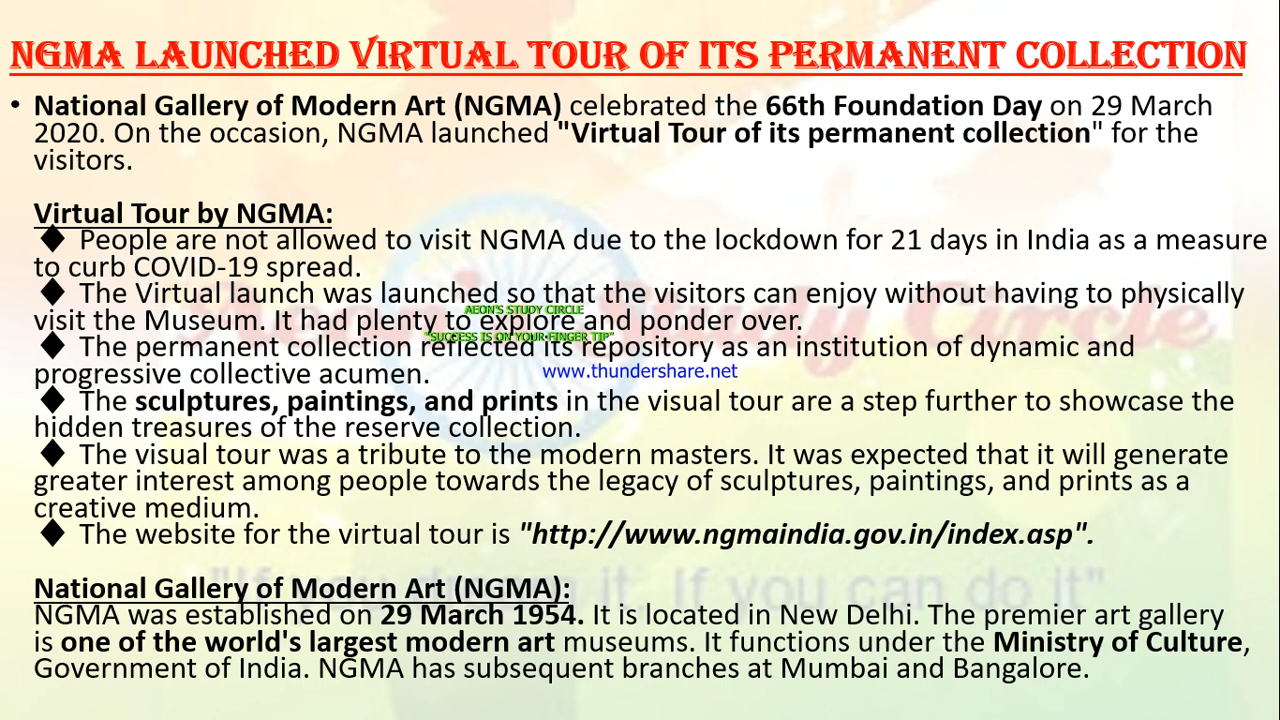 NGMA LAUNCHED VIRTUAL TOUR OF ITS PERMANENT COLLECTION
• National Gallery of Modern Art (NGMA) celebrated the 66th Foundation Day on 29 March
2020. On the occasion, NGMA launched "Virtual Tour of its permanent collection" for the
visitors.
Virtual Tour by NGMA:
◆ People are not allowed to visit NGMA due to the lockdown for 21 days in India as a measure
to curb COVID-19 spread.
◆ The Virtual launch was launched so that the visitors can enjoy without having to physically
AEON'S STUDY CIRCLE
visit the Museum. It had plenty to explore and ponder over.
"SUCCESS IS ON YOUR FINGER TIP"
◆ The permanent collection reflected its repository as an institution of dynamic and
progressive collective acumen.
www.thundershare.net
◆ The sculptures, paintings, and prints in the visual tour are a step further to showcase the
hidden treasures of the reserve collection.
◆ The visual tour was a tribute to the modern masters. It was expected that it will generate
greater interest among people towards the legacy of sculptures, paintings, and prints as a
creative medium.
◆ The website for the virtual tour is "http://www.ngmaindia.gov.in/index.asp".
National Gallery of Modern Art (NGMA):
it. If you can do it"
NGMA was established on 29 March 1954. It is located in New Delhi. The premier art gallery
is one of the world's largest modern art museums. It functions under the Ministry of Culture,
Government of India. NGMA has subsequent branches at Mumbai and Bangalore.